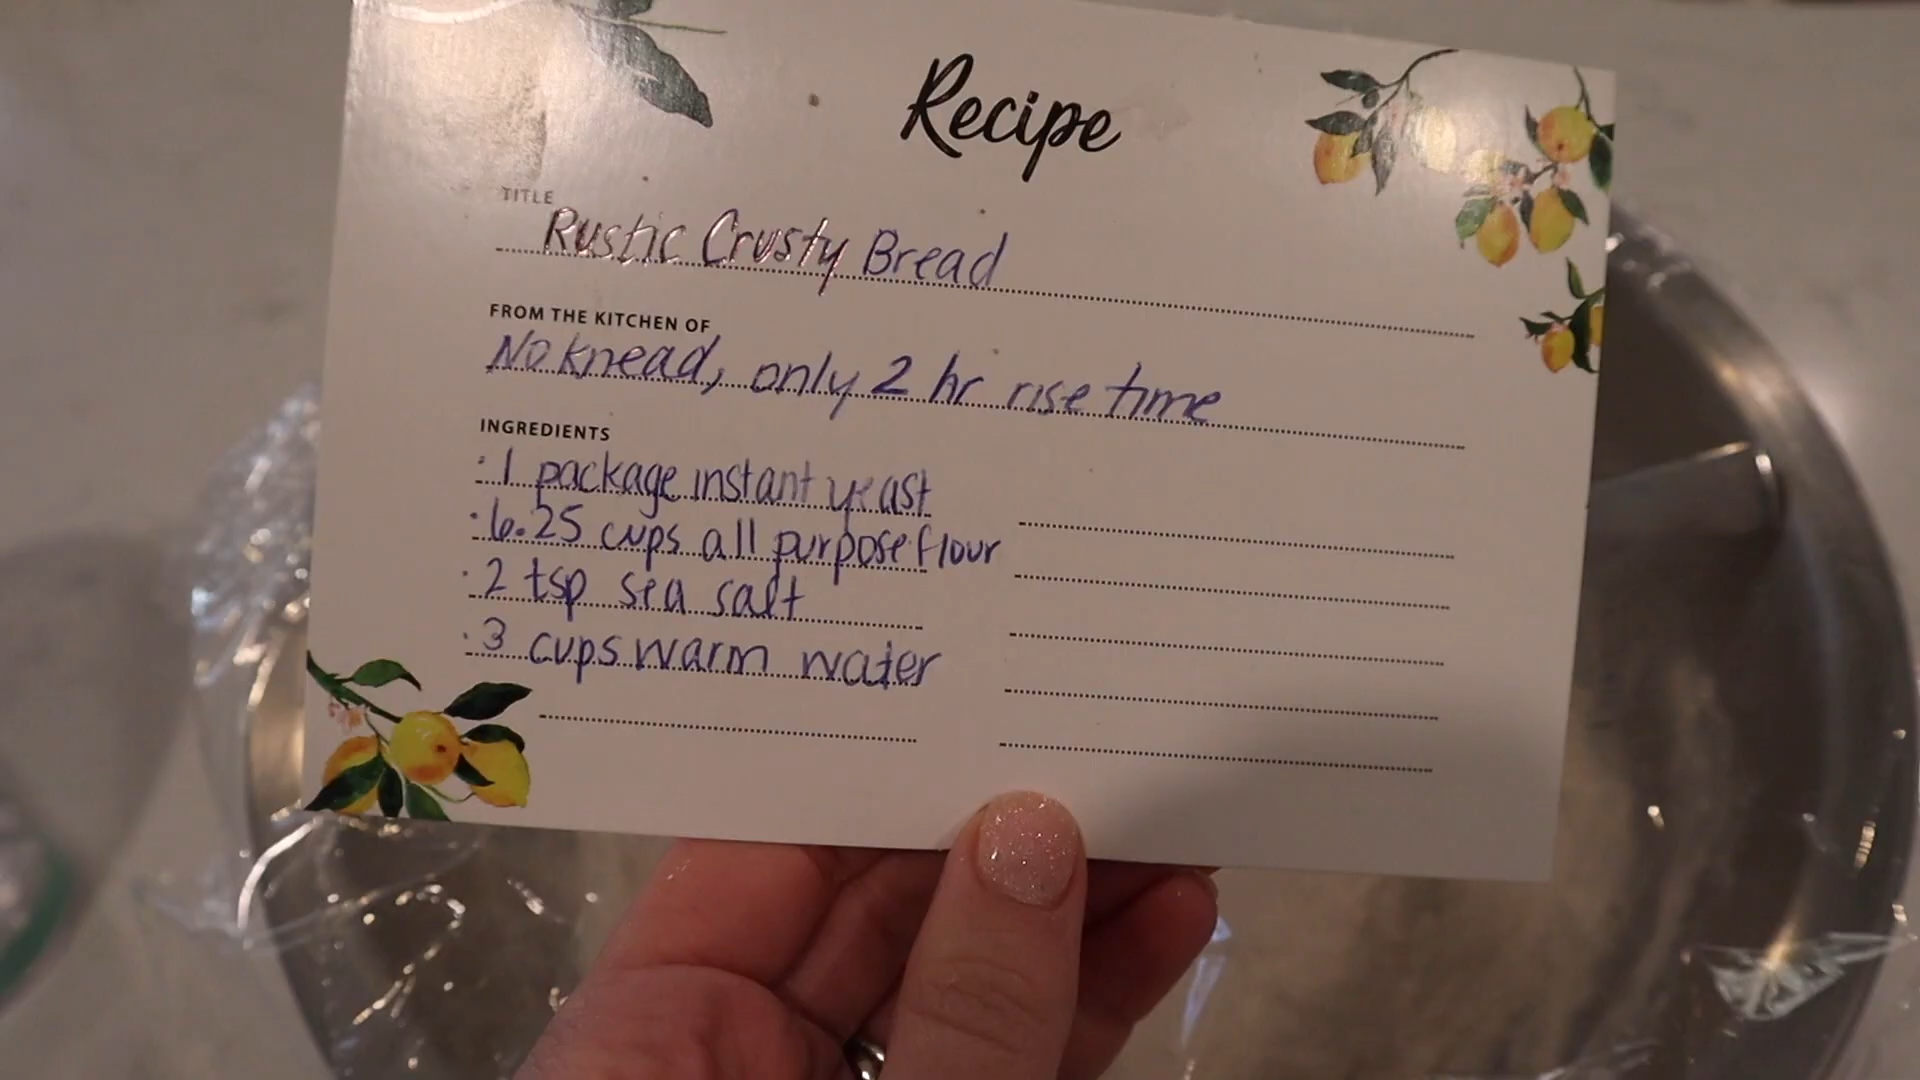 Recipe
TITLE
Rustic Crusty Bread
FROM THE KITCHEN OF
No knead, only 2 hr rise time
INGREDIENTS
· 1 package instant yeast
· 6.25 cups all purpose flour
· 2 tsp sea salt
· 3 cups warm water